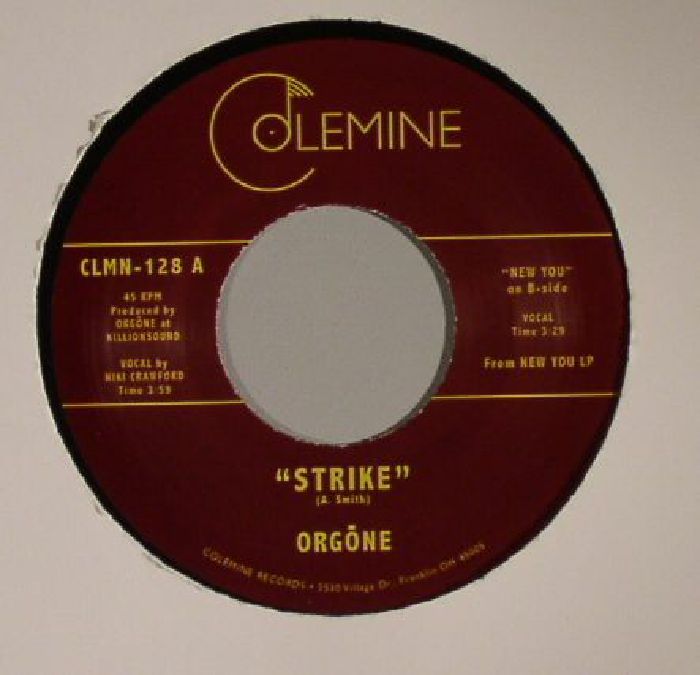 COLEMINE
CLMN-128 A
45 RPM
Produced by
ORGŌNE at
KILLIONSOUND
VOCAL by
NIKI CRAWFORD
Time 3:59
"NEW YOU"
on B-side
VOCAL
Time 3:29
From NEW YOU LP
"STRIKE"
(A. Smith)
ORGŌNE
COLEMINE RECORDS • Village Dr., Franklin OH 45005